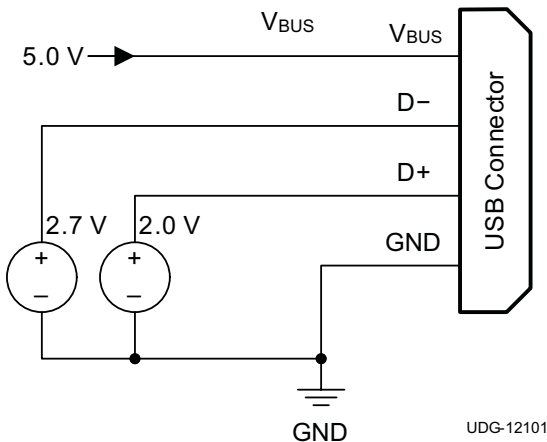 VBUS
VBUS
5.0 V
D−
D+
2.7 V
2.0 V
+
+
−
−
GND
USB Connector
GND
UDG-12101